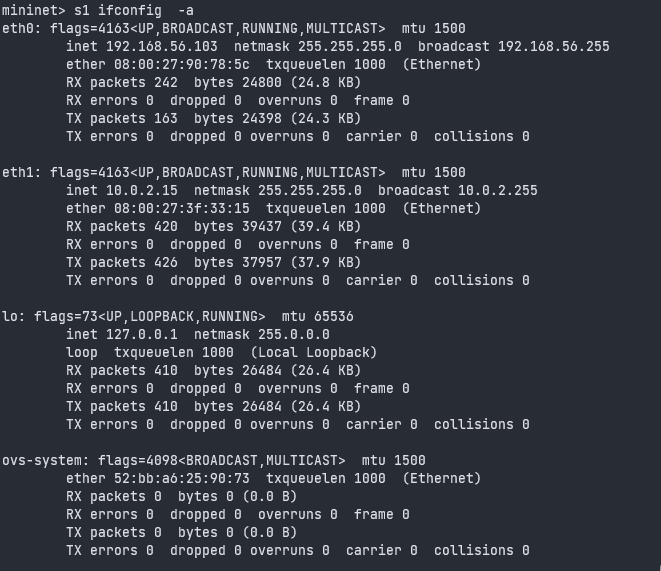 mininet> s1 ifconfig  -a
eth0: flags=4163<UP,BROADCAST,RUNNING,MULTICAST>  mtu 1500
        inet 192.168.56.103  netmask 255.255.255.0  broadcast 192.168.56.255
        ether 08:00:27:90:78:5c  txqueuelen 1000  (Ethernet)
        RX packets 242  bytes 24800 (24.8 KB)
        RX errors 0  dropped 0  overruns 0  frame 0
        TX packets 163  bytes 24398 (24.3 KB)
        TX errors 0  dropped 0 overruns 0  carrier 0  collisions 0

eth1: flags=4163<UP,BROADCAST,RUNNING,MULTICAST>  mtu 1500
        inet 10.0.2.15  netmask 255.255.255.0  broadcast 10.0.2.255
        ether 08:00:27:3f:33:15  txqueuelen 1000  (Ethernet)
        RX packets 420  bytes 39437 (39.4 KB)
        RX errors 0  dropped 0  overruns 0  frame 0
        TX packets 426  bytes 37957 (37.9 KB)
        TX errors 0  dropped 0 overruns 0  carrier 0  collisions 0

lo: flags=73<UP,LOOPBACK,RUNNING>  mtu 65536
        inet 127.0.0.1  netmask 255.0.0.0
        loop  txqueuelen 1000  (Local Loopback)
        RX packets 410  bytes 26484 (26.4 KB)
        RX errors 0  dropped 0  overruns 0  frame 0
        TX packets 410  bytes 26484 (26.4 KB)
        TX errors 0  dropped 0 overruns 0  carrier 0  collisions 0

ovs-system: flags=4098<BROADCAST,MULTICAST>  mtu 1500
        ether 52:bb:a6:25:90:73  txqueuelen 1000  (Ethernet)
        RX packets 0  bytes 0 (0.0 B)
        RX errors 0  dropped 0  overruns 0  frame 0
        TX packets 0  bytes 0 (0.0 B)
        TX errors 0  dropped 0 overruns 0  carrier 0  collisions 0